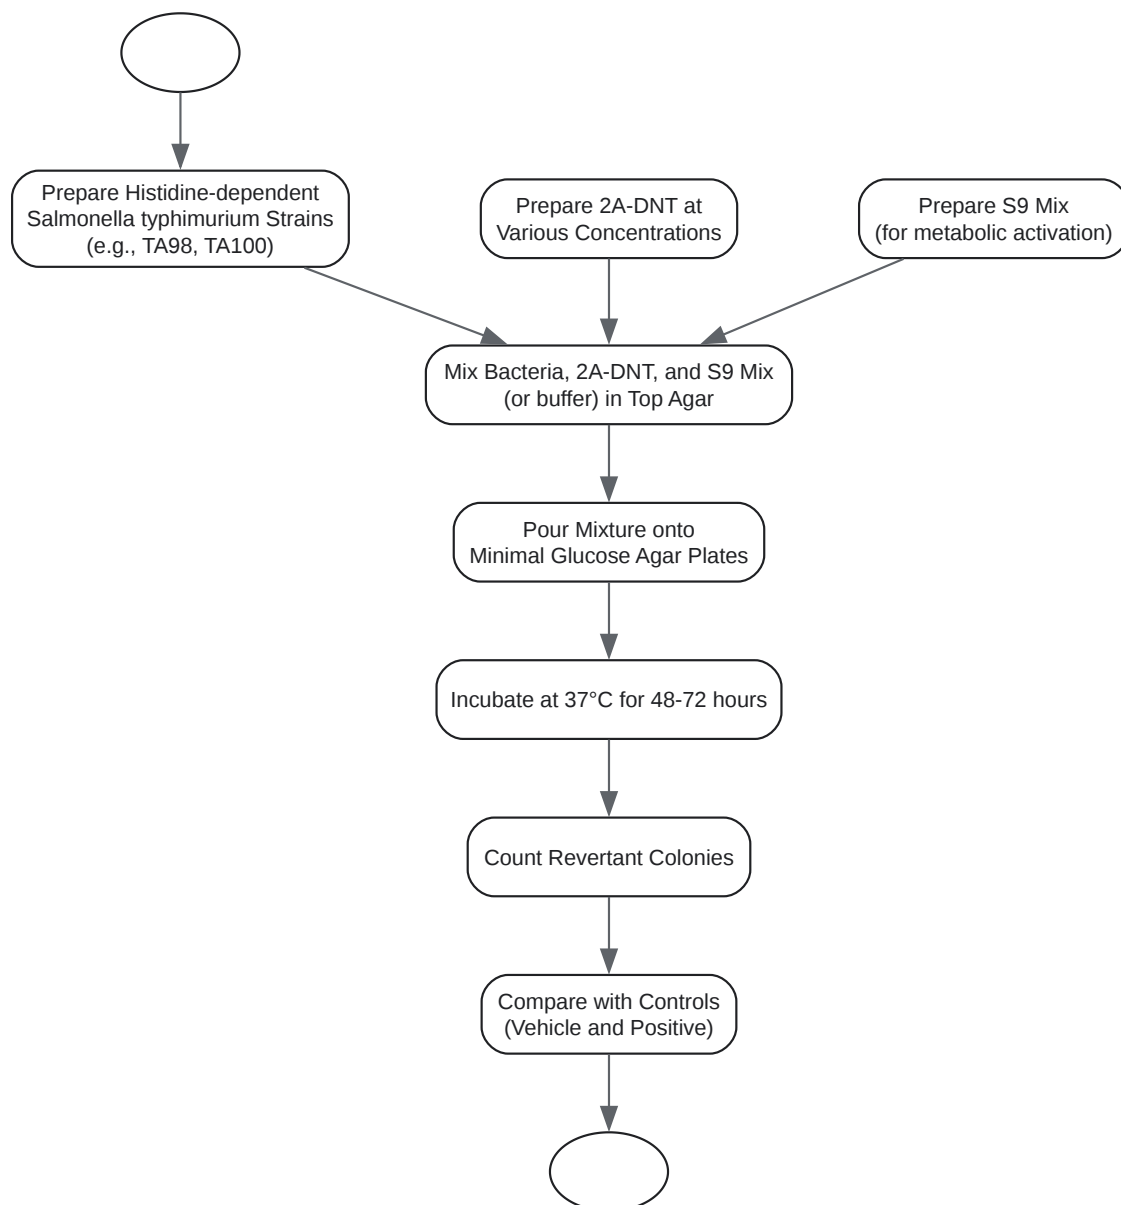 Prepare Histidine-dependent
Salmonella typhimurium Strains
(e.g., TA98, TA100)
Prepare 2A-DNT at
Various Concentrations
Prepare S9 Mix
(for metabolic activation)
Mix Bacteria, 2A-DNT, and S9 Mix
(or buffer) in Top Agar
Pour Mixture onto
Minimal Glucose Agar Plates
Incubate at 37°C for 48-72 hours
Count Revertant Colonies
Compare with Controls
(Vehicle and Positive)